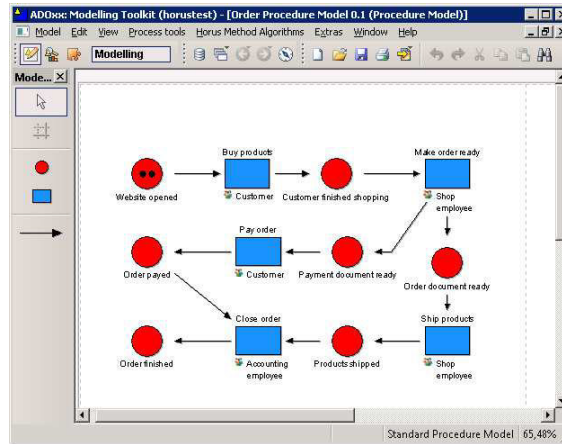 ADOxx: Modelling Toolkit (horustest) - [Order Procedure Model 0.1 (Procedure Model)]
Model Edit View Process tools Horus Method Algorithms Extras Window Help
Modelling
Mode...
Buy products
Make order ready
Website opened
Customer
Customer finished shopping
Shop
employee
Pay order
Order payed
Customer
Payment document ready
Order document ready
Close order
Ship products
Order finished
Accounting
employee
Products shipped
Shop
employee
Standard Procedure Model 65,48%